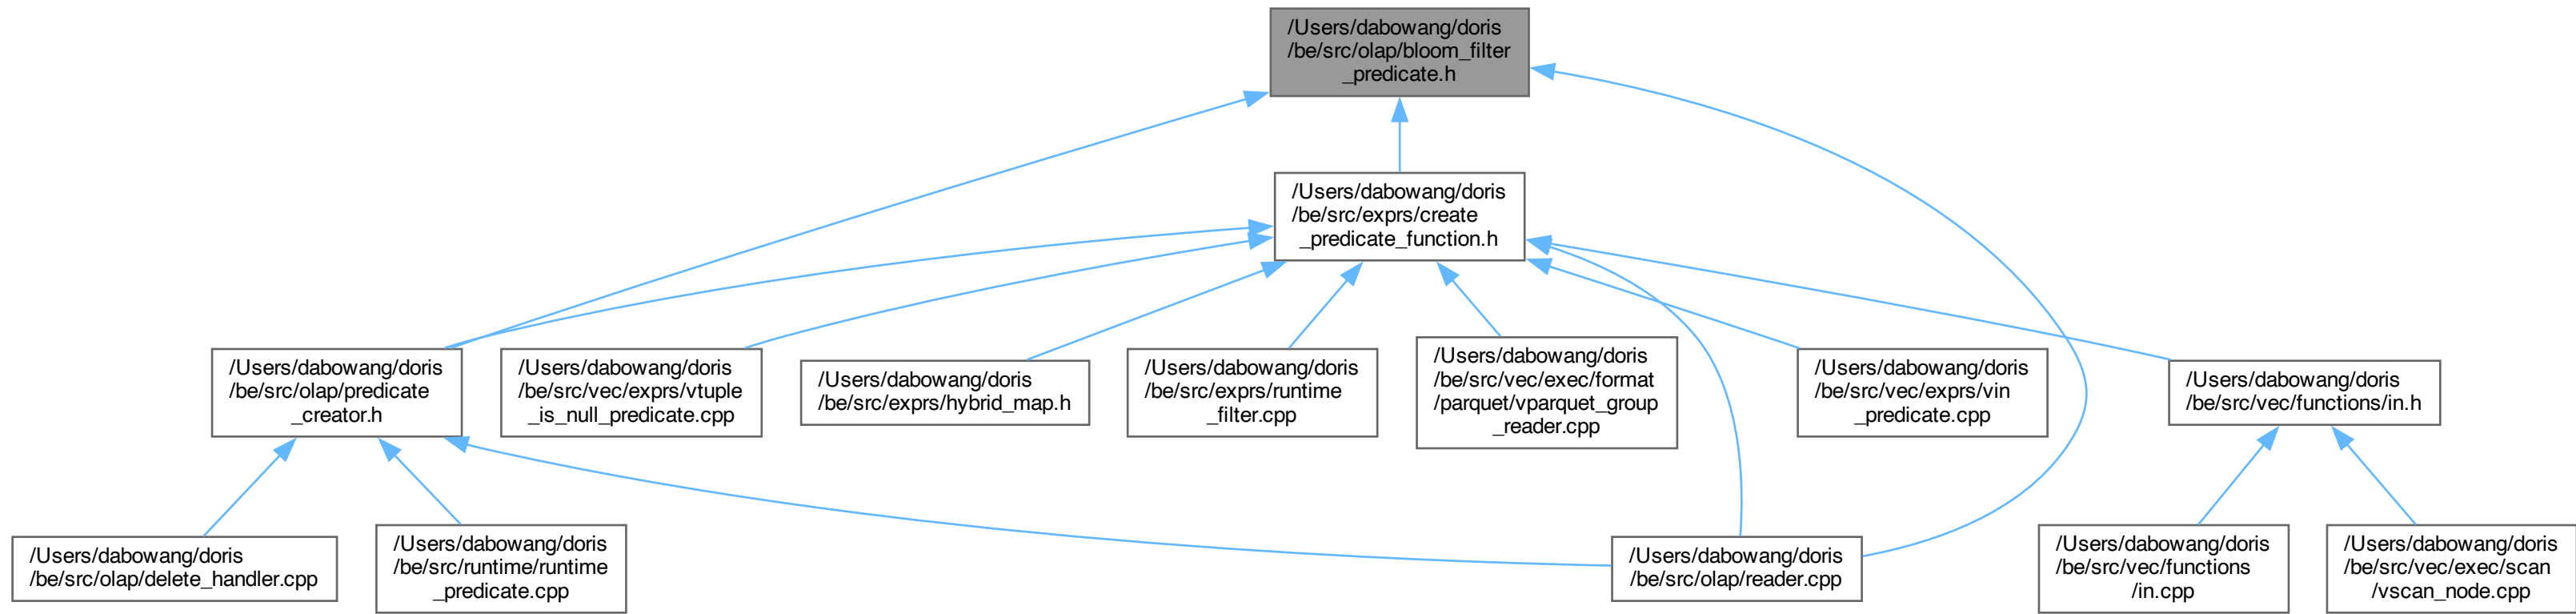 /Users/dabowang/doris
/be/src/olap/bloom_filter
_predicate.h
/Users/dabowang/doris
/be/src/exprs/create
_predicate_function.h
/Users/dabowang/doris
/be/src/olap/predicate
_creator.h
/Users/dabowang/doris
/be/src/vec/exprs/vtuple
_is_null_predicate.cpp
/Users/dabowang/doris
/be/src/exprs/hybrid_map.h
/Users/dabowang/doris
/be/src/exprs/runtime
_filter.cpp
/Users/dabowang/doris
/be/src/vec/exec/format
/parquet/vparquet_group
_reader.cpp
/Users/dabowang/doris
/be/src/vec/exprs/vin
_predicate.cpp
/Users/dabowang/doris
/be/src/vec/functions/in.h
/Users/dabowang/doris
/be/src/olap/delete_handler.cpp
/Users/dabowang/doris
/be/src/runtime/runtime
_predicate.cpp
/Users/dabowang/doris
/be/src/olap/reader.cpp
/Users/dabowang/doris
/be/src/vec/functions
/in.cpp
/Users/dabowang/doris
/be/src/vec/exec/scan
/vscan_node.cpp